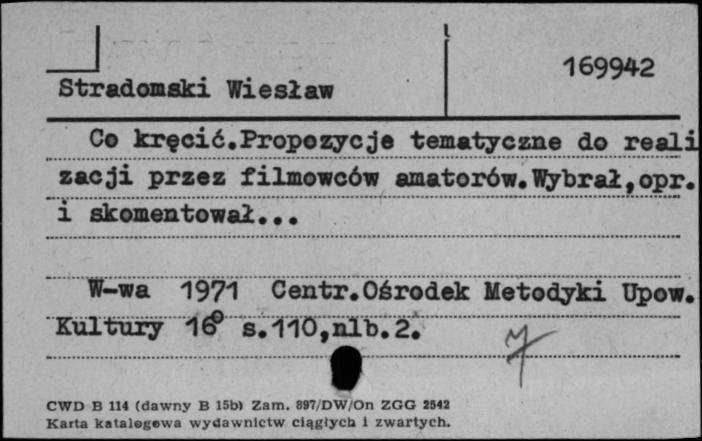 169942
Stradomski Wiesław
Co kręcić.Propozycje tematyczne do reali
zacji przez filmowców amatorów.Wybrał,opr.
i skomentował...
W-wa 1971 Centr.Ośrodek Metodyki Upow.
Kultury 16° s.110,nlb.2.
CWD B 114 (dawny B 15b) Zam. 897/DW/On ZGG 2542
Karta katalogowa wydawnictw ciągłych i zwartych.